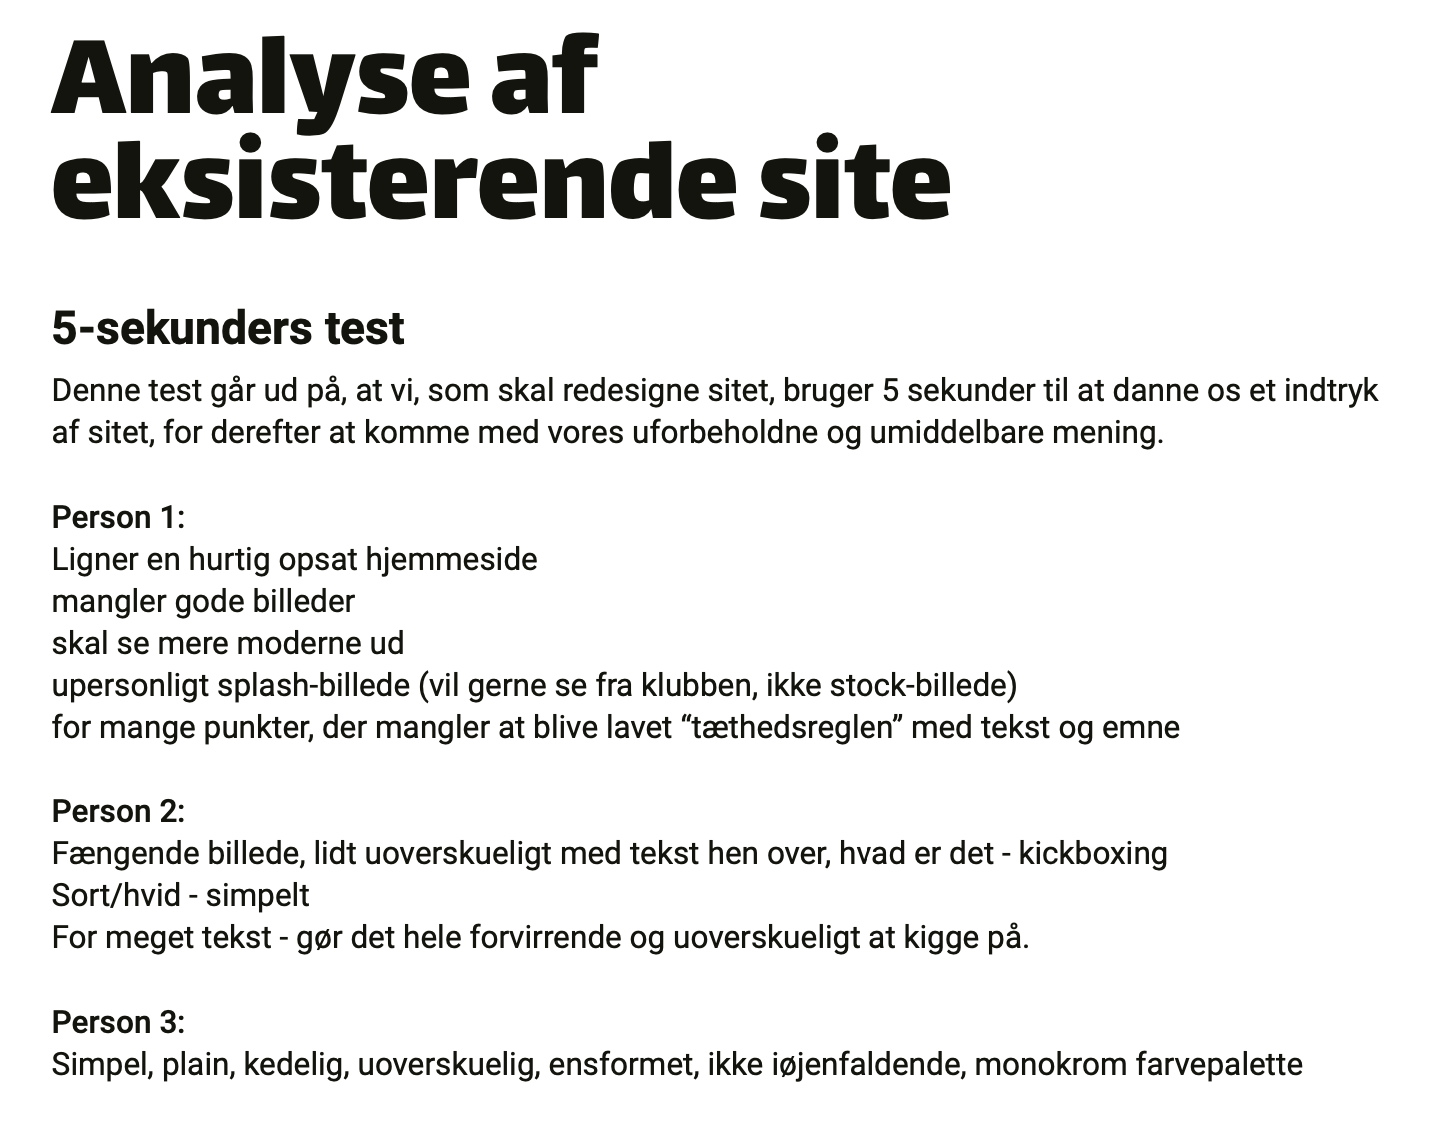 Analyse af
eksisterende site
5-sekunders test
Denne test går ud på, at vi, som skal redesigne sitet, bruger 5 sekunder til at danne os et indtryk
af sitet, for derefter at komme med vores uforbeholdne og umiddelbare mening.
Person 1:
Ligner en hurtig opsat hjemmeside
mangler gode billeder
skal se mere moderne ud
upersonligt splash-billede (vil gerne se fra klubben, ikke stock-billede)
for mange punkter, der mangler at blive lavet “tæthedsreglen” med tekst og emne
Person 2:
Fængende billede, lidt uoverskueligt med tekst hen over, hvad er det - kickboxing
Sort/hvid - simpelt
For meget tekst - gør det hele forvirrende og uoverskueligt at kigge på.
Person 3:
Simpel, plain, kedelig, uoverskuelig, ensformet, ikke iøjenfaldende, monokrom farvepalette